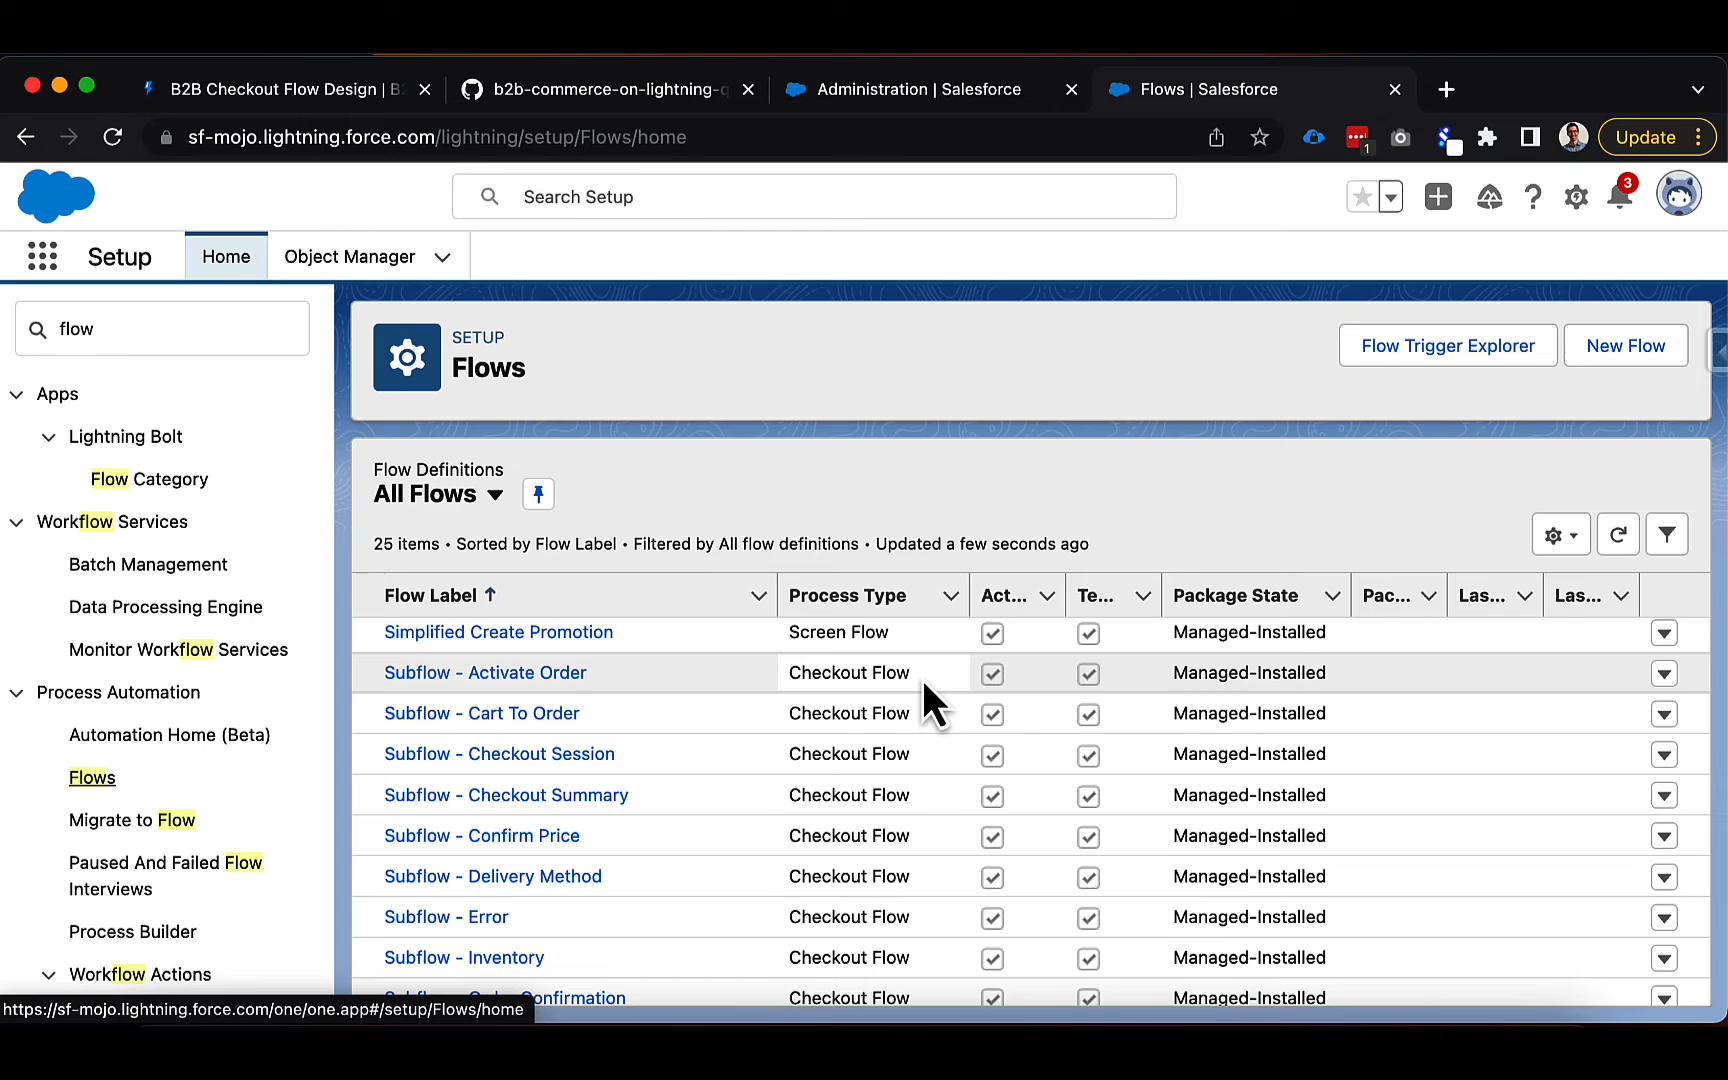 B2B Checkout Flow Design | B2
b2b-commerce-on-lightning-q
Administration | Salesforce
Flows | Salesforce
sf-mojo.lightning.force.com/lightning/setup/Flows/home
1
Update
Search Setup
3
Setup
Home
Object Manager
flow
Apps
Lightning Bolt
Flow Category
Workflow Services
Batch Management
Data Processing Engine
Monitor Workflow Services
Process Automation
Automation Home (Beta)
Flows
Migrate to Flow
Paused And Failed Flow
Interviews
Process Builder
Workflow Actions
https://sf-mojo.lightning.force.com/one/one.app#/setup/Flows/home
SETUP
Flows
Flow Trigger Explorer
New Flow
Flow Definitions
All Flows
25 items • Sorted by Flow Label • Filtered by All flow definitions • Updated a few seconds ago
Flow Label Process Type Act... Te... Package State Pac... Las... Las...
Simplified Create Promotion Screen Flow Managed-Installed
Subflow - Activate Order Checkout Flow Managed-Installed
Subflow - Cart To Order Checkout Flow Managed-Installed
Subflow - Checkout Session Checkout Flow Managed-Installed
Subflow - Checkout Summary Checkout Flow Managed-Installed
Subflow - Confirm Price Checkout Flow Managed-Installed
Subflow - Delivery Method Checkout Flow Managed-Installed
Subflow - Error Checkout Flow Managed-Installed
Subflow - Inventory Checkout Flow Managed-Installed
Subflow - Order Confirmation Checkout Flow Managed-Installed